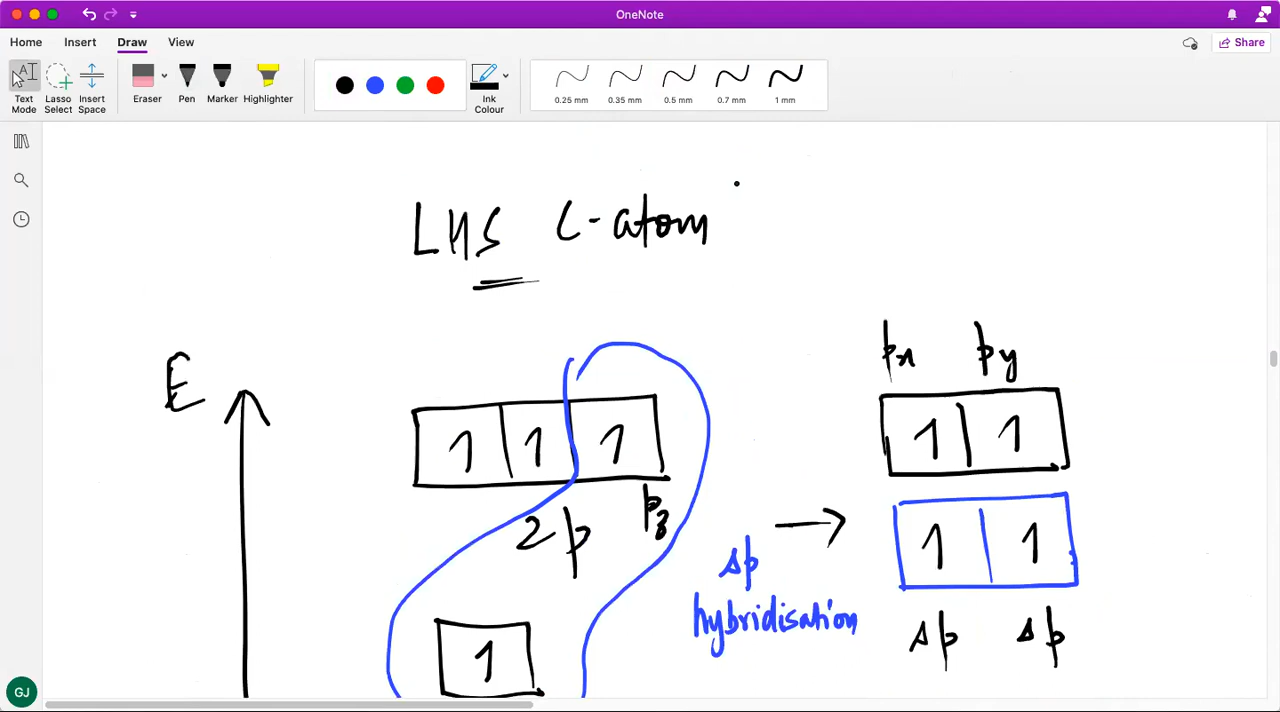 OneNote
Home Insert Draw View
Share
Text Mode
Lasso Select
Insert Space
Eraser
Pen
Marker
Highlighter
Ink Colour
0.25 mm 0.35 mm 0.5 mm 0.7 mm 1 mm
LHS C-atom
E
1 1 1
2p
pz
1
sp
hybridisation
px py
1 1
1 1
sp sp
GJ